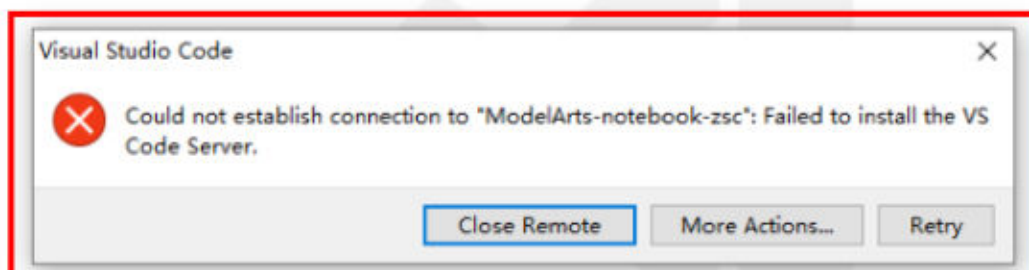 Visual Studio Code
Could not establish connection to "ModelArts-notebook-zsc": Failed to install the VS
Code Server.
Close Remote
More Actions...
Retry